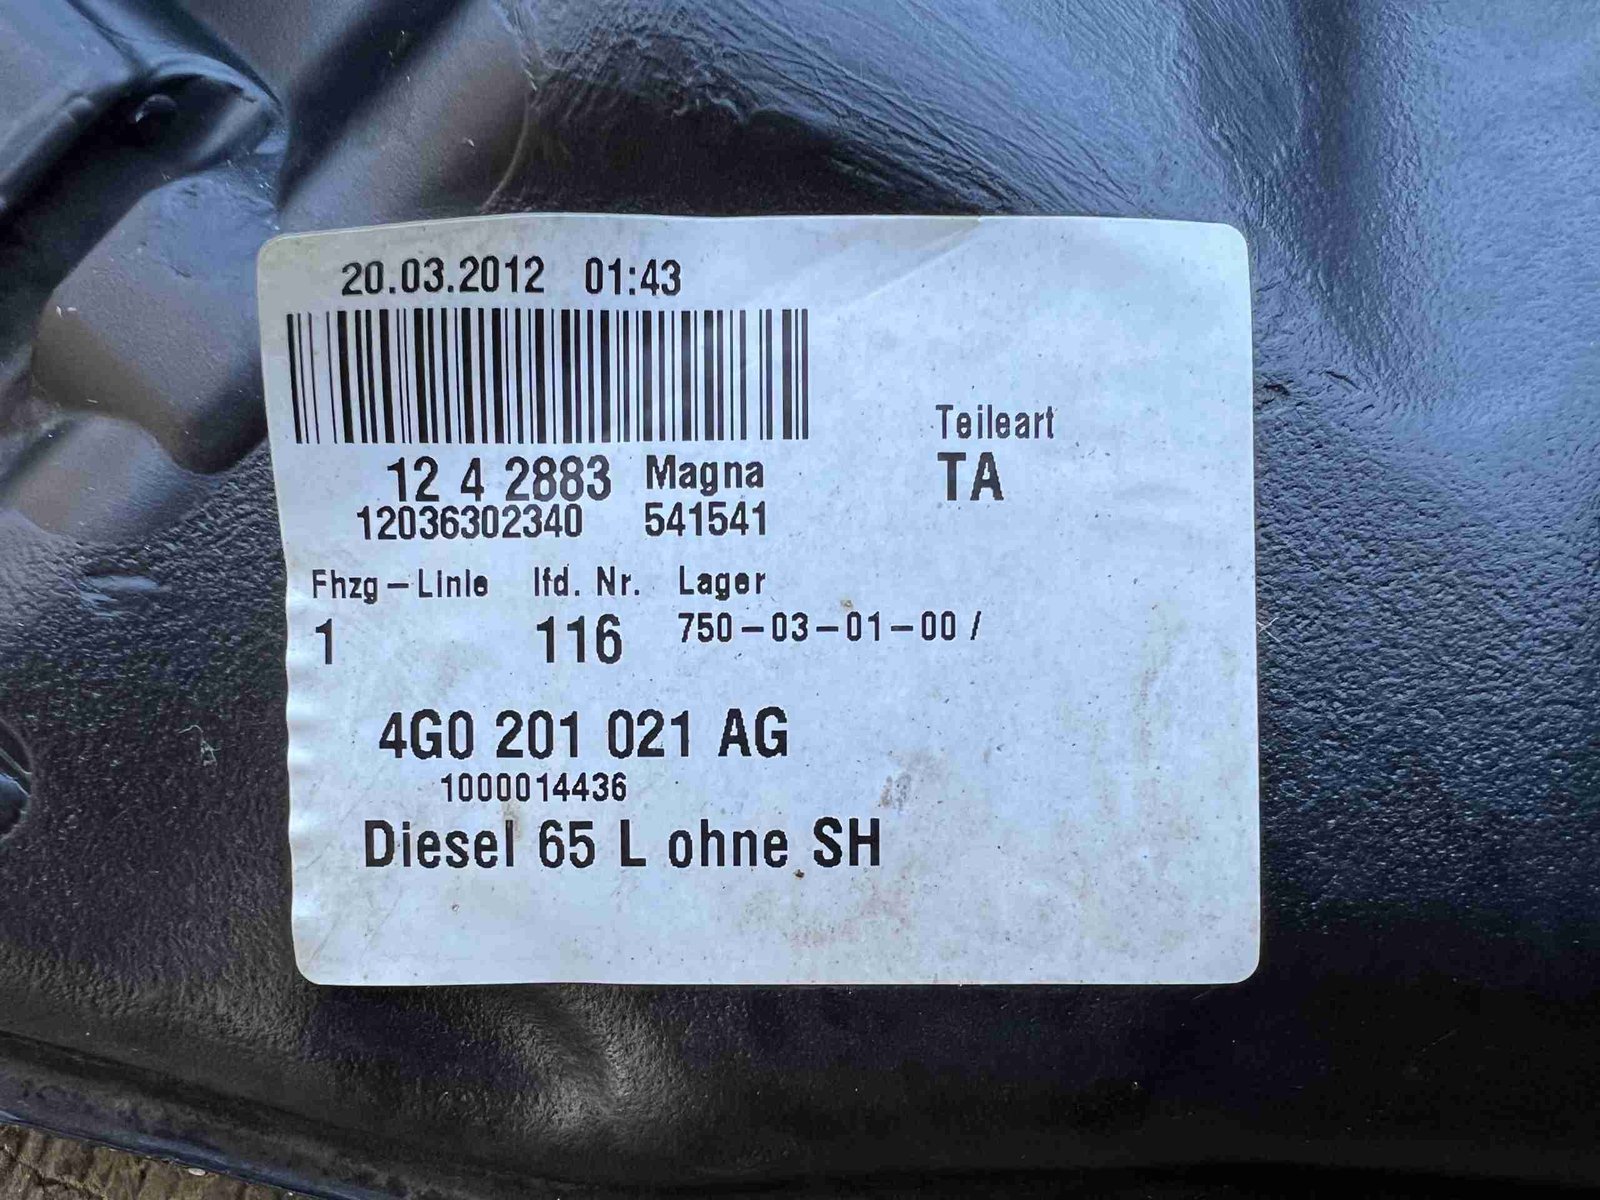 20.03.2012 01:43
Teileart
12 4 2883 Magna TA
12036302340 541541
Fhzg-Linie lfd. Nr. Lager
1 116 750-03-01-00 /
4G0 201 021 AG
1000014436
Diesel 65 L ohne SH